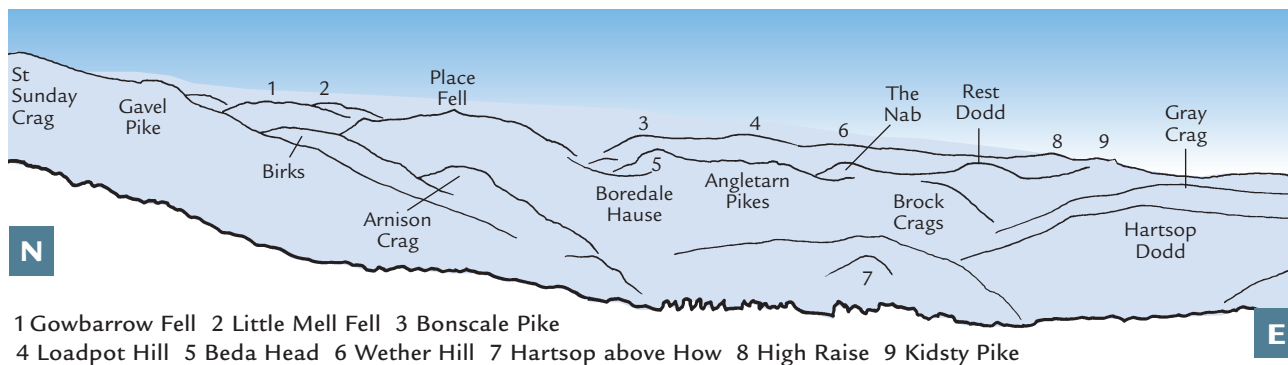 St
Sunday
Crag
Gavel
Pike
1
2
Place
Fell
Birks
Arnison
Crag
3
4
5
6
Boredale
Hause
Angletarn
Pikes
The
Nab
Rest
Dodd
Brock
Crags
7
8
9
Gray
Crag
Hartsop
Dodd
N
E
1 Gowbarrow Fell 2 Little Mell Fell 3 Bonscale Pike
4 Loadpot Hill 5 Beda Head 6 Wether Hill 7 Hartsop above How 8 High Raise 9 Kidsty Pike